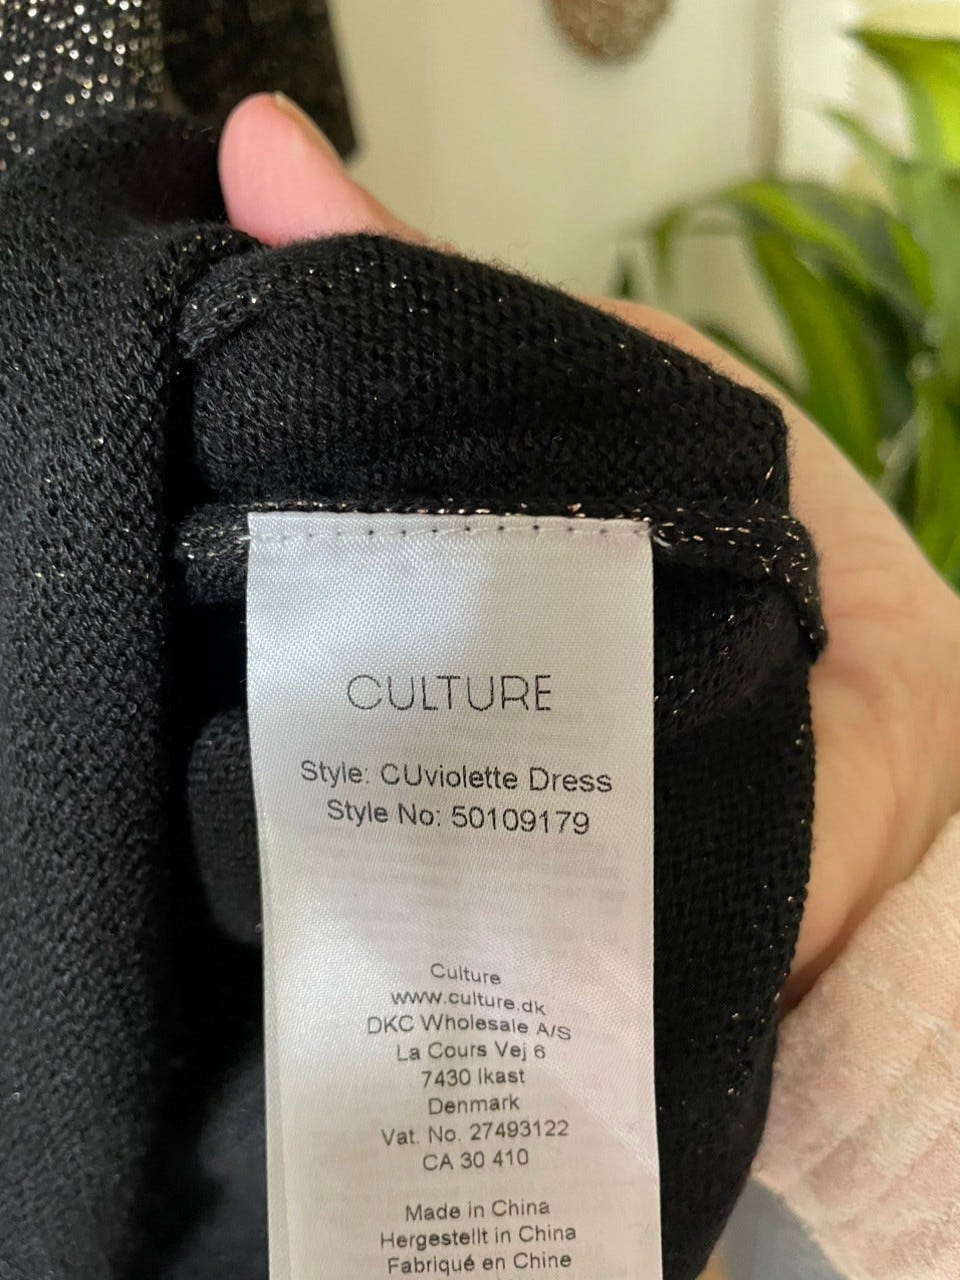 CULTURE
Style: CUviolette Dress
Style No: 50109179
Culture
www.culture.dk
DKC Wholesale A/S
La Cours Vej 6
7430 Ikast
Denmark
Vat. No. 27493122
CA 30 410
Made in China
Hergestellt in China
Fabriqué en Chine